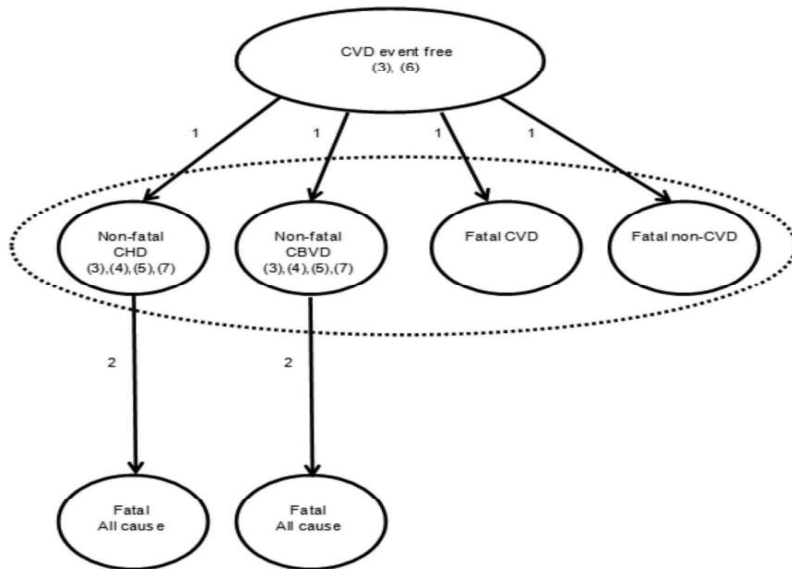 CVD event free
(3), (6)
1
1
1
1
Non-fatal
CHD
(3),(4),(5),(7)
Non-fatal
CBVD
(3),(4),(5),(7)
Fatal CVD
Fatal non-CVD
2
2
Fatal
All cause
Fatal
All cause